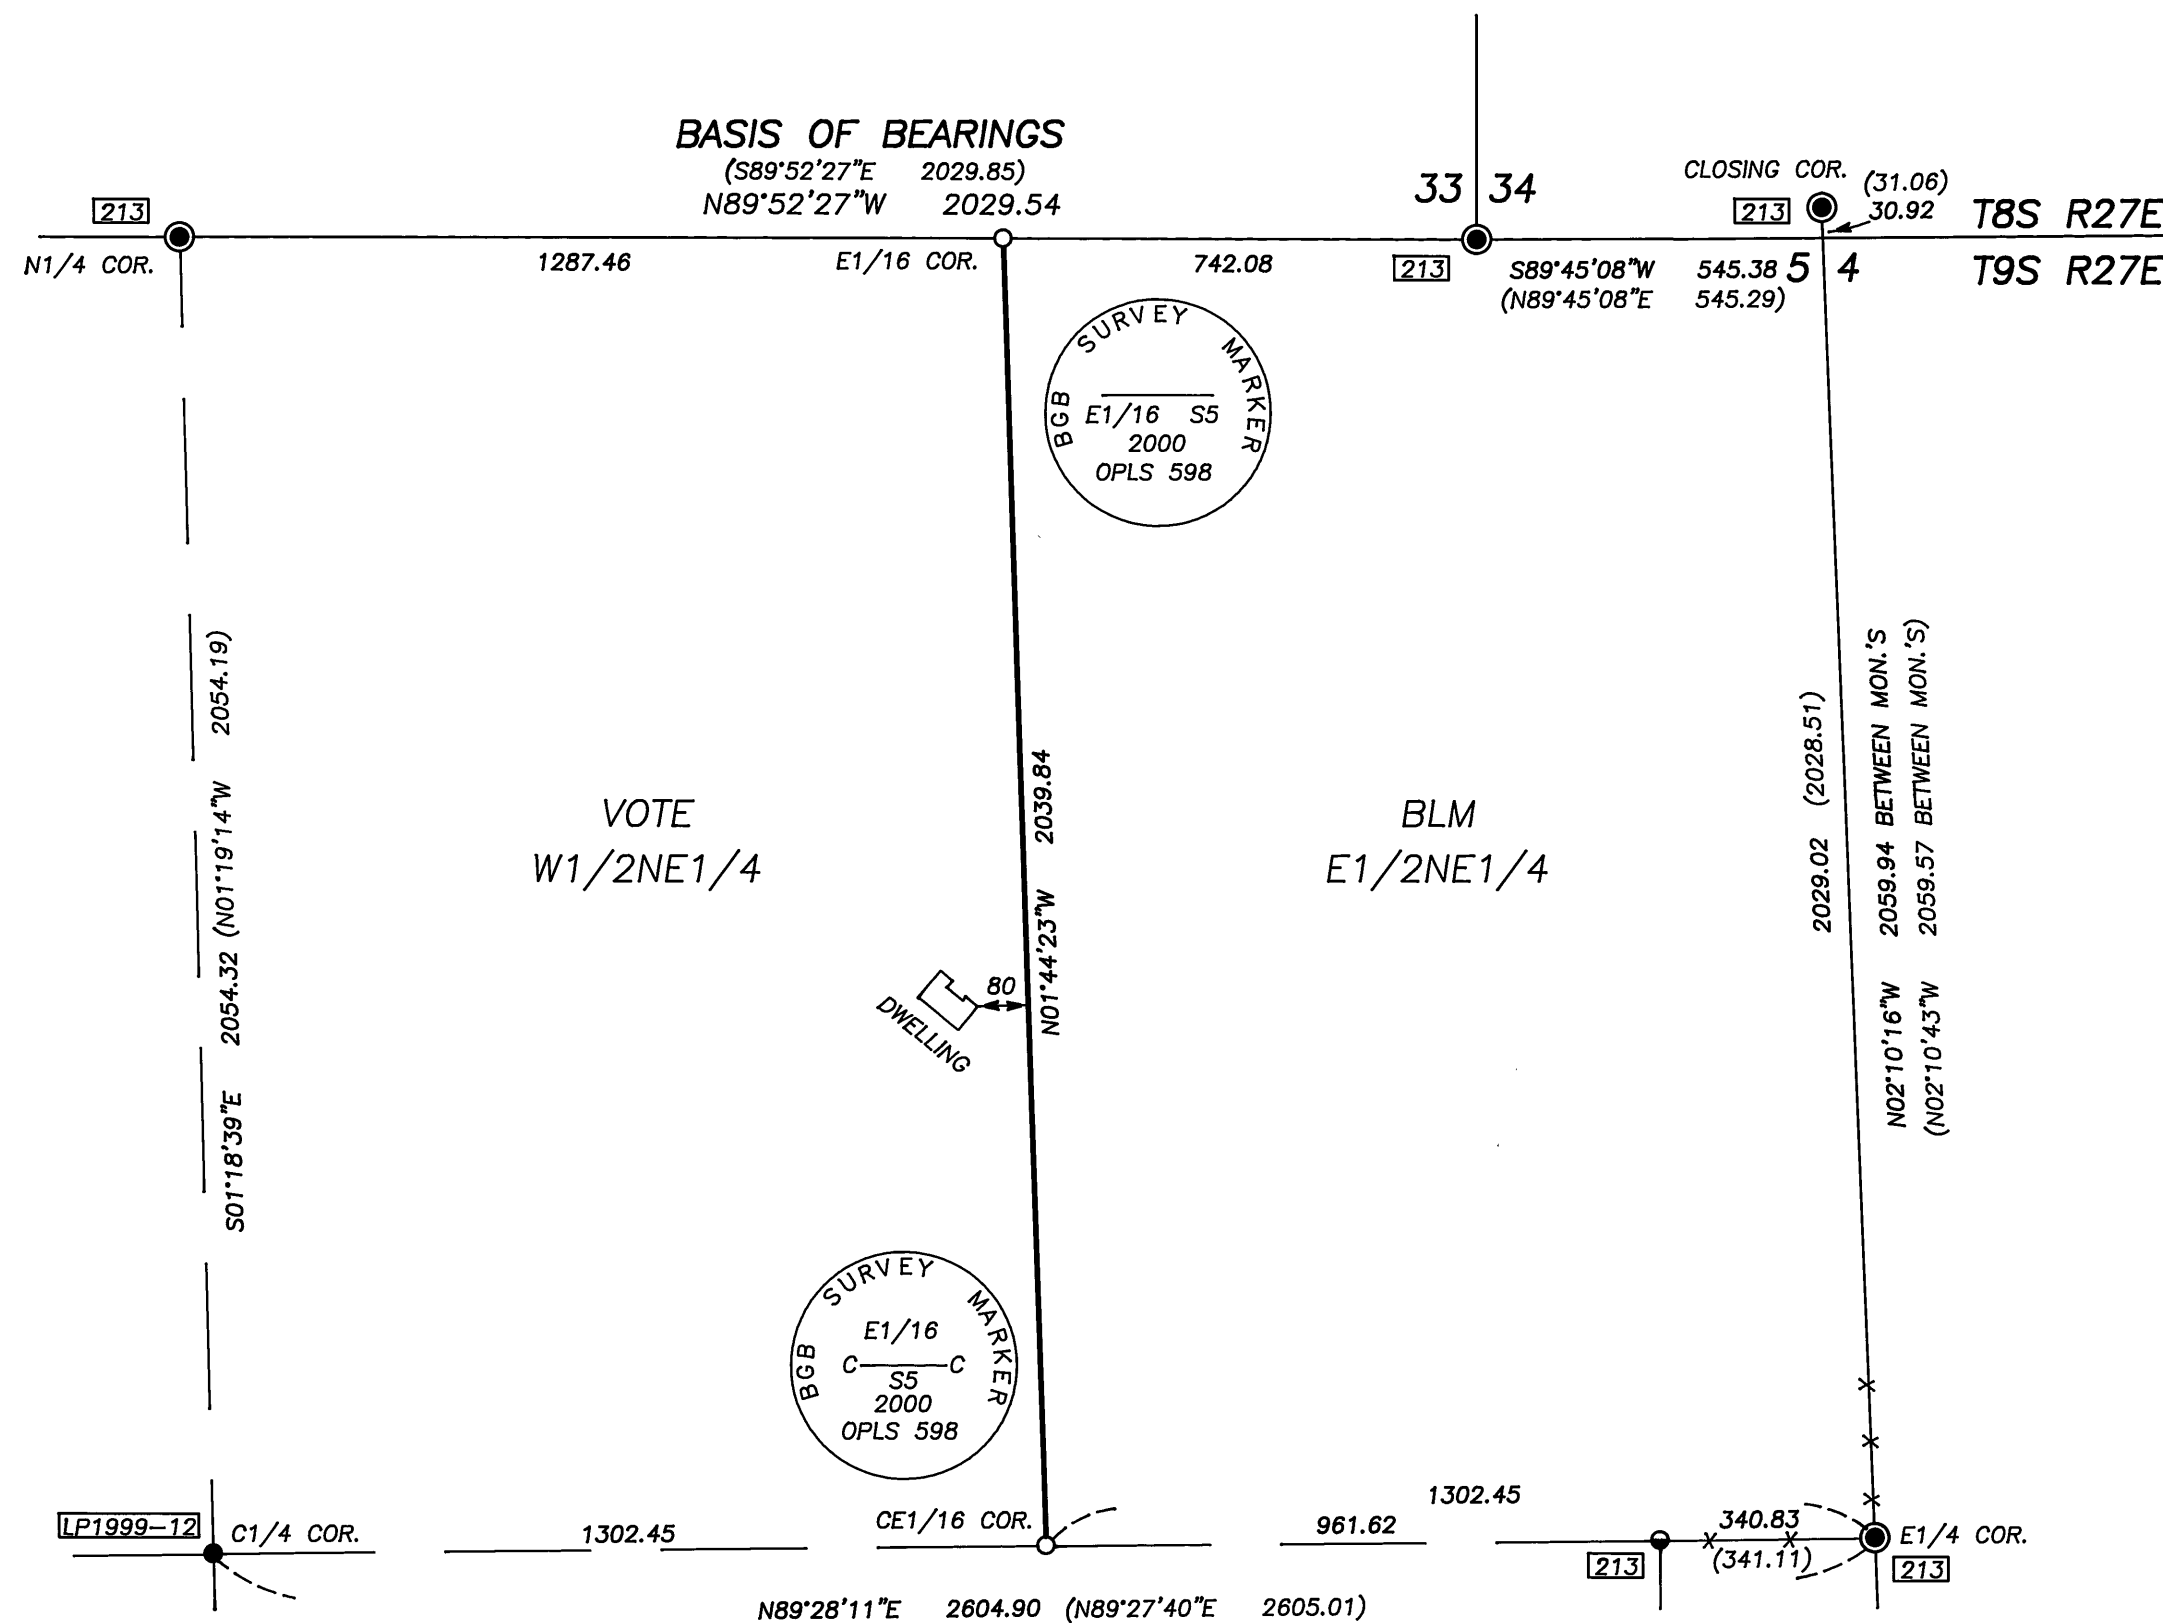 BASIS OF BEARINGS
(S89°52'27"E 2029.85)
N89°52'27"W 2029.54
33 34
CLOSING COR.
(31.06)
30.92
213
213
T8S R27E
N1/4 COR.
1287.46
E1/16 COR.
742.08
213
S89°45'08"W 545.38
(N89°45'08"E 545.29)
5 4
T9S R27E
BGB SURVEY MARKER
E1/16 S5
2000
OPLS 598
S01°18'39"E 2054.32 (N01°19'14"W 2054.19)
VOTE
W1/2NE1/4
N01°44'23"W 2039.84
BLM
E1/2NE1/4
2029.02 (2028.51)
N02°10'16"W 2059.94 BETWEEN MON.'S
(N02°10'43"W 2059.57 BETWEEN MON.'S)
80
DWELLING
BGB SURVEY MARKER
E1/16
C C
S5
2000
OPLS 598
LP1999-12
C1/4 COR.
1302.45
CE1/16 COR.
961.62
1302.45
340.83
(341.11)
E1/4 COR.
213
213
N89°28'11"E 2604.90 (N89°27'40"E 2605.01)